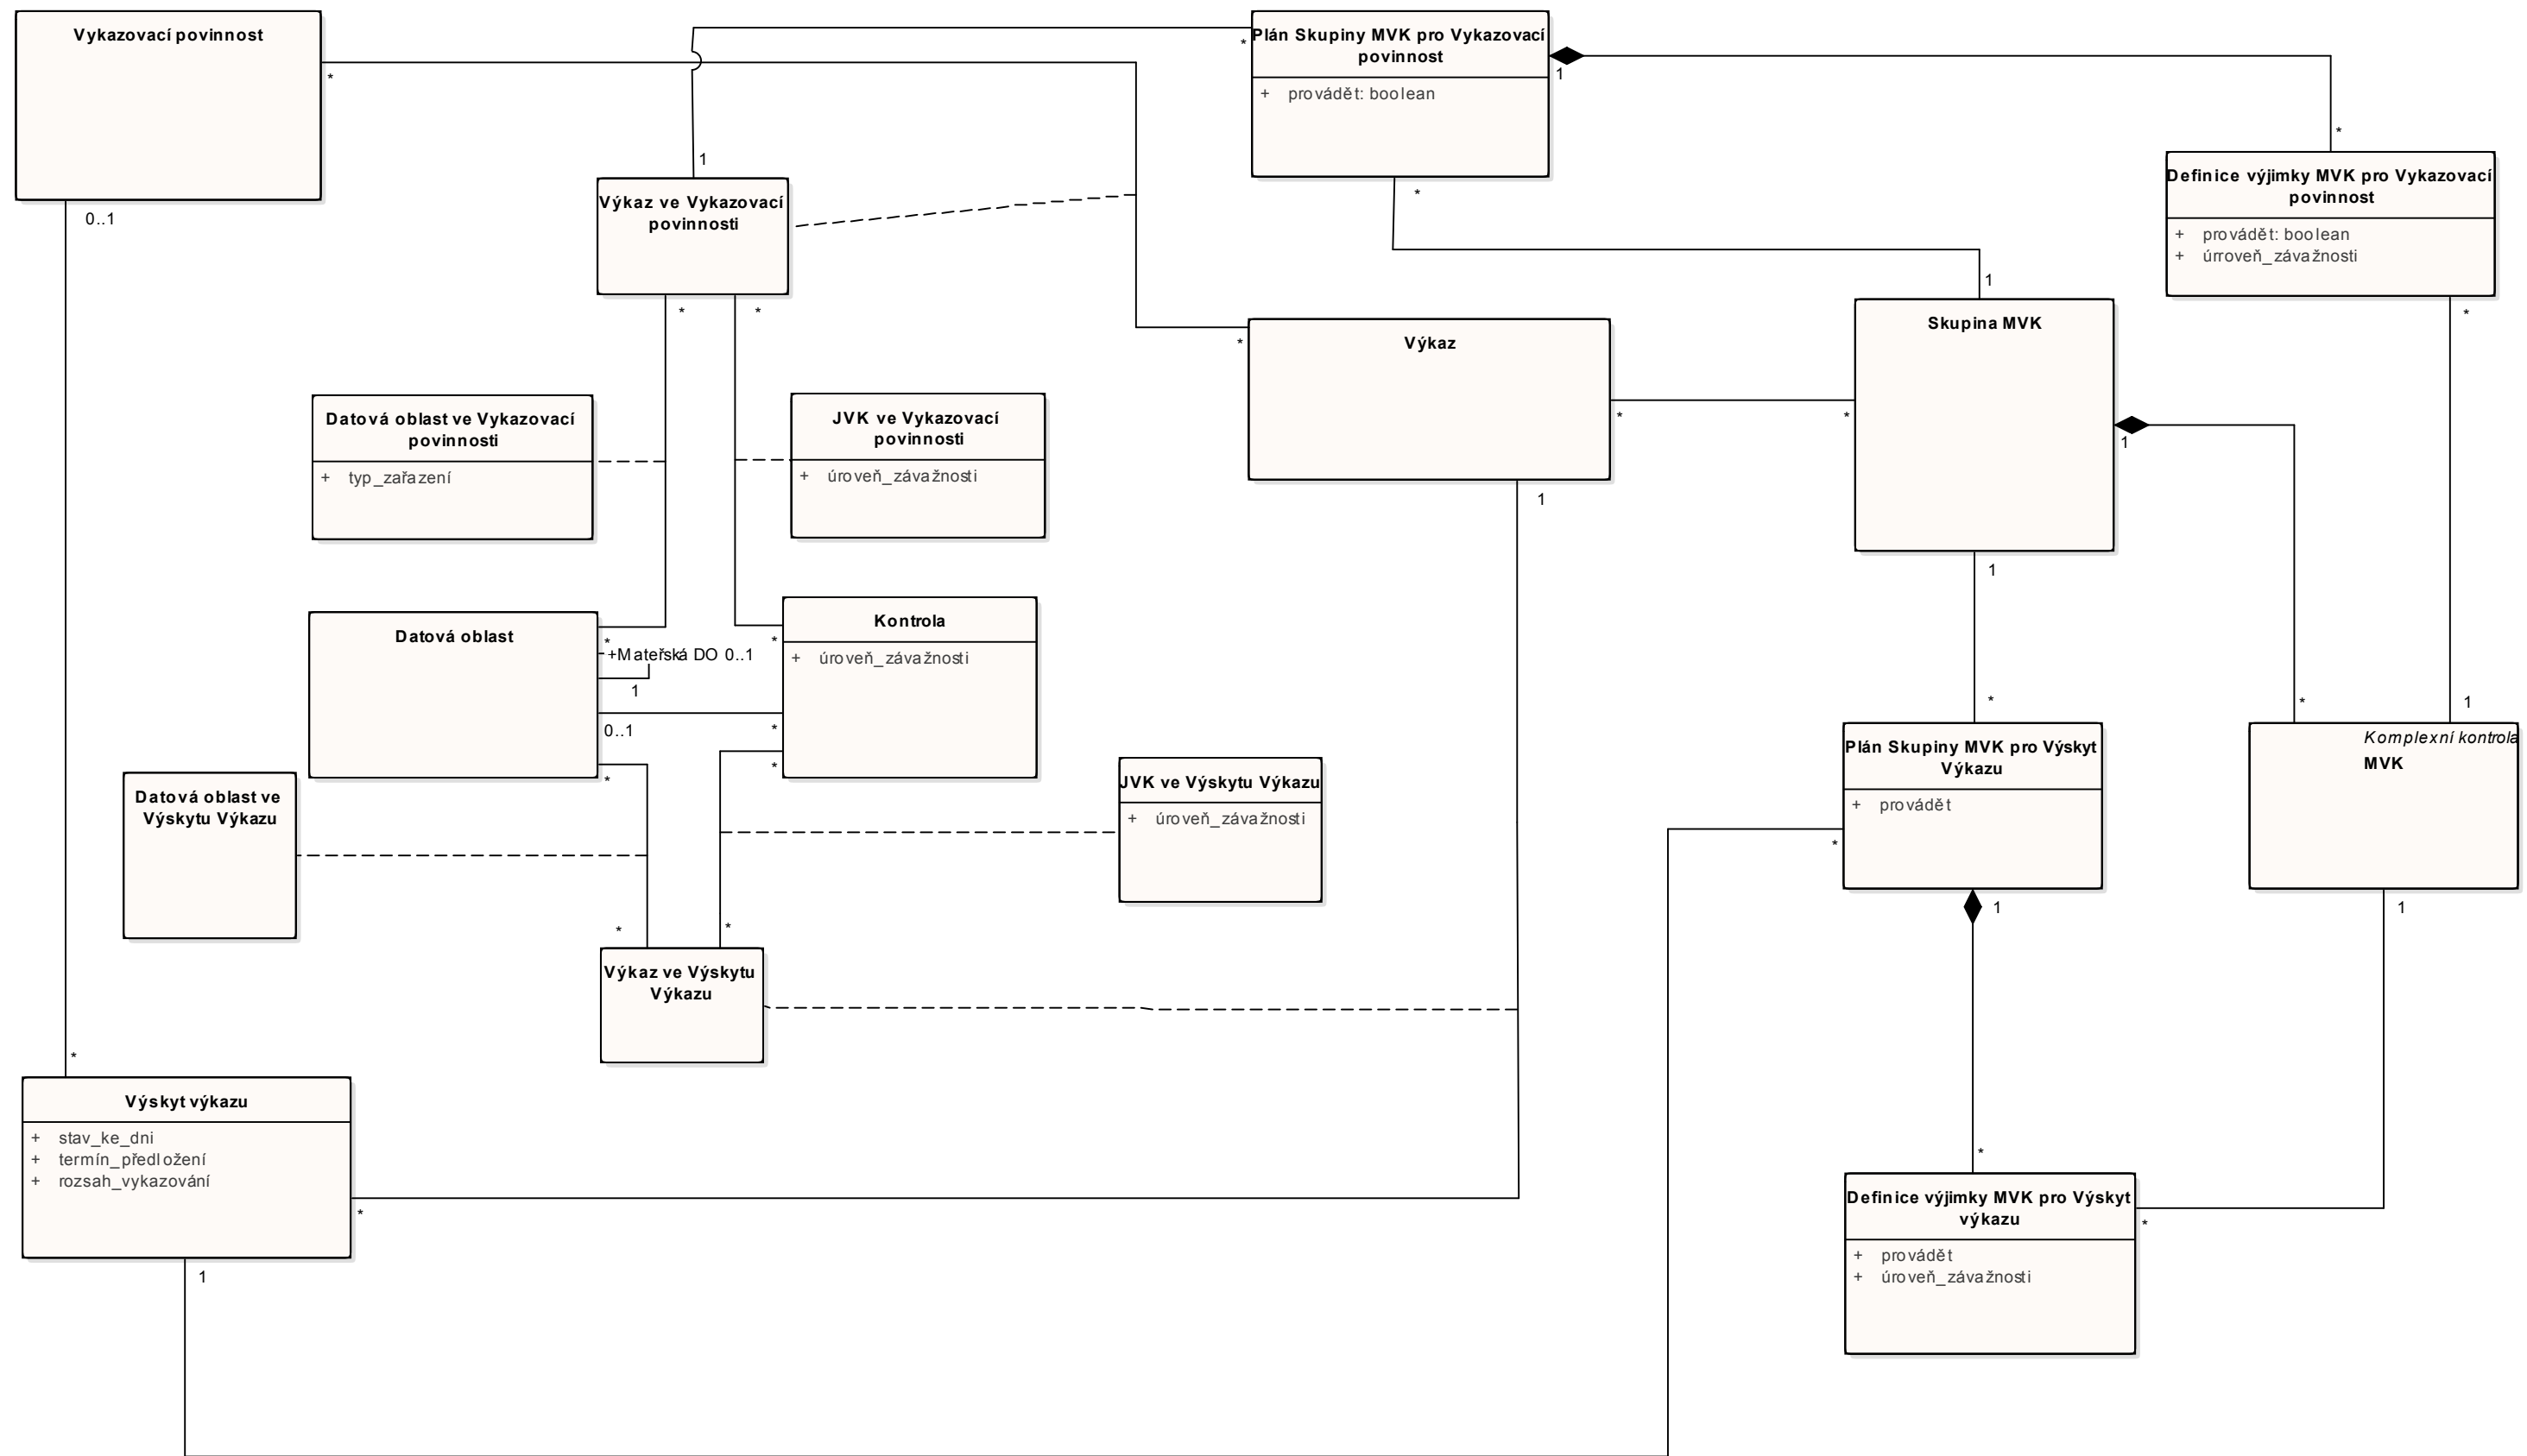 Vykazovací povinnost
*
0..1
Plán Skupiny MVK pro Vykazovací
povinnost
+ provádět: boolean
*
1
*
Definice výjimky MVK pro Vykazovací
povinnost
+ provádět: boolean
+ úrroveň_závažnosti
*
*
1
Výkaz ve Vykazovací
povinnosti
*
*
1
Skupina MVK
*
1
Výkaz
*
*
1
Datová oblast ve Vykazovací
povinnosti
+ typ_zařazení
JVK ve Vykazovací
povinnosti
+ úroveň_závažnosti
1
Datová oblast
*
+Mateřská DO 0..1
1
0..1
*
Kontrola
+ úroveň_závažnosti
*
*
*
*
*
1
Plán Skupiny MVK pro Výskyt
Výkazu
+ provádět
*
1
Komplexní kontrola
MVK
1
Datová oblast ve
Výskytu Výkazu
JVK ve Výskytu Výkazu
+ úroveň_závažnosti
*
*
Výkaz ve Výskytu
Výkazu
*
Výskyt výkazu
+ stav_ke_dni
+ termín_předložení
+ rozsah_vykazování
*
1
*
Definice výjimky MVK pro Výskyt
výkazu
+ provádět
+ úroveň_závažnosti
*